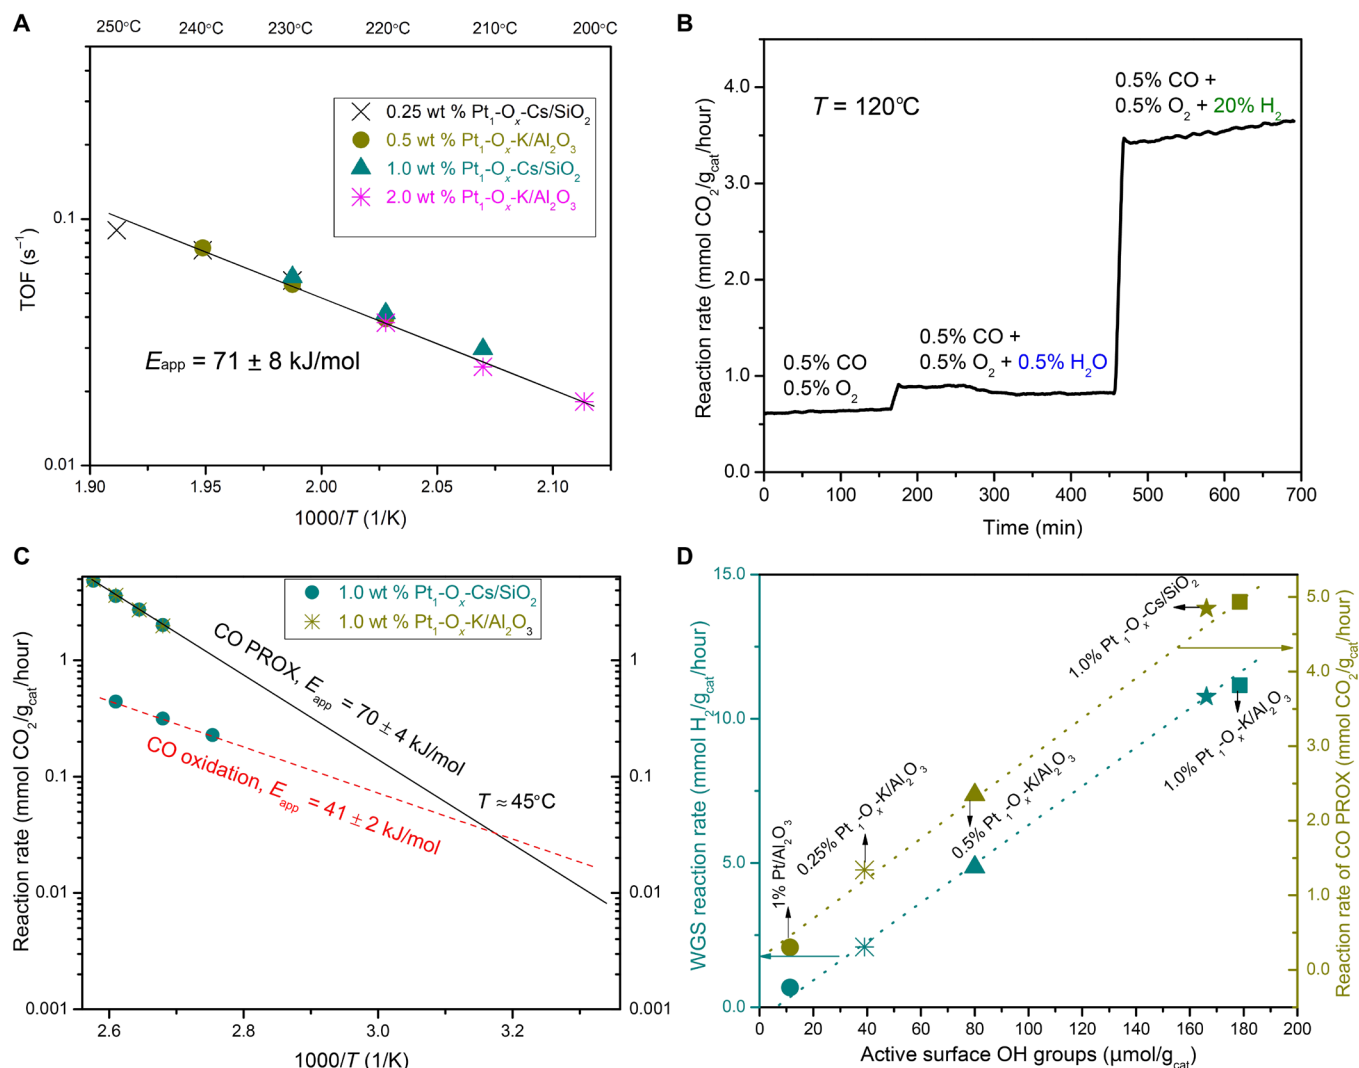 A
250°C 240°C 230°C 220°C 210°C 200°C
0.25 wt % Pt₁-Oₓ-Cs/SiO₂
0.5 wt % Pt₁-Oₓ-K/Al₂O₃
1.0 wt % Pt₁-Oₓ-Cs/SiO₂
2.0 wt % Pt₁-Oₓ-K/Al₂O₃
0.1
0.01
TOF (s⁻¹)
Eapp = 71 ± 8 kJ/mol
1.90 1.95 2.00 2.05 2.10
1000/T (1/K)
B
4.0
3.0
2.0
1.0
0.0
Reaction rate (mmol CO₂/gcat/hour)
T = 120°C
0.5% CO
0.5% O₂
0.5% CO +
0.5% O₂ + 0.5% H₂O
0.5% CO +
0.5% O₂ + 20% H₂
0 100 200 300 400 500 600 700
Time (min)
C
1.0 wt % Pt₁-Oₓ-Cs/SiO₂
1.0 wt % Pt₁-Oₓ-K/Al₂O₃
1
0.1
0.01
0.001
Reaction rate (mmol CO₂/gcat/hour)
CO PROX, Eapp = 70 ± 4 kJ/mol
CO oxidation, Eapp = 41 ± 2 kJ/mol
T ≈ 45°C
1
0.1
0.01
0.001
2.6 2.8 3.0 3.2
1000/T (1/K)
D
15.0
10.0
5.0
0.0
WGS reaction rate (mmol H₂/gcat/hour)
1% Pt/Al₂O₃
0.25% Pt₁-Oₓ-K/Al₂O₃
0.5% Pt₁-Oₓ-K/Al₂O₃
1.0% Pt₁-Oₓ-Cs/SiO₂
1.0% Pt₁-Oₓ-K/Al₂O₃
5.0
4.0
3.0
2.0
1.0
0.0
Reaction rate of CO PROX (mmol CO₂/gcat/hour)
0 20 40 60 80 100 120 140 160 180 200
Active surface OH groups (μmol/gcat)